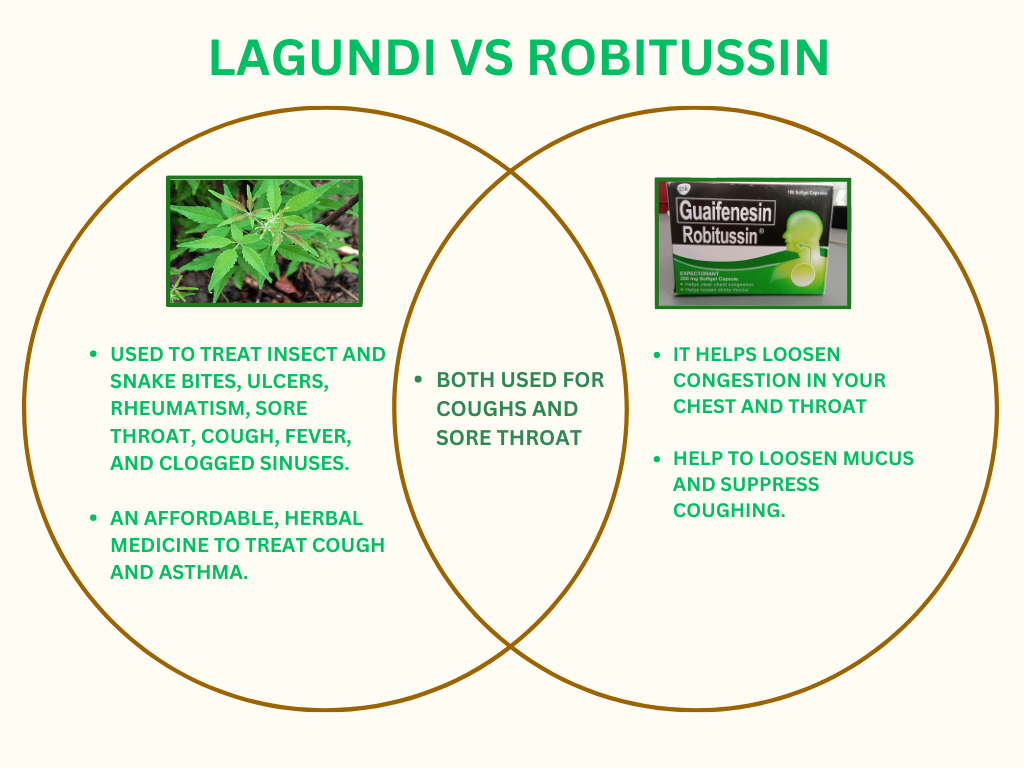 LAGUNDI VS ROBITUSSIN
• USED TO TREAT INSECT AND
SNAKE BITES, ULCERS,
RHEUMATISM, SORE
THROAT, COUGH, FEVER,
AND CLOGGED SINUSES.
• AN AFFORDABLE, HERBAL
MEDICINE TO TREAT COUGH
AND ASTHMA.
• BOTH USED FOR
COUGHS AND
SORE THROAT
gsk
100 Softgel Capsules
Guaifenesin
Robitussin®
EXPECTORANT
200 mg Softgel Capsule
• Helps clear chest congestion
• Helps loosen sticky mucus
• IT HELPS LOOSEN
CONGESTION IN YOUR
CHEST AND THROAT
• HELP TO LOOSEN MUCUS
AND SUPPRESS
COUGHING.